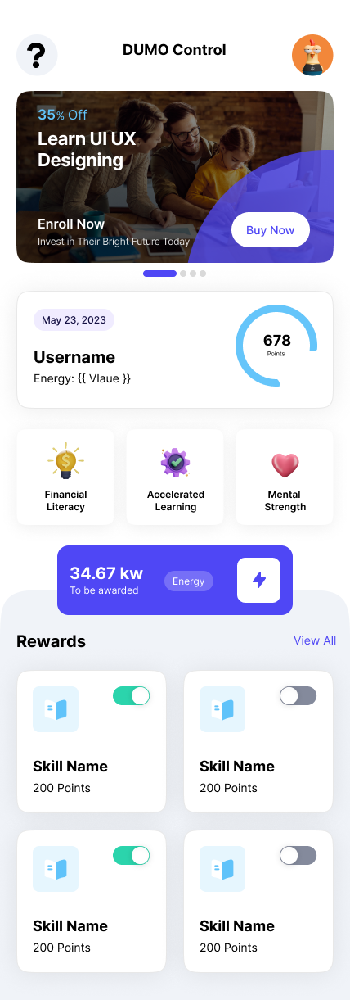 ?
DUMO Control
35% Off
Learn UI UX
Designing
Enroll Now
Invest in Their Bright Future Today
Buy Now
May 23, 2023
Username
Energy: {{ Vlaue }}
678
Points
Financial
Literacy
Accelerated
Learning
Mental
Strength
34.67 kw
To be awarded
Energy
Rewards
View All
Skill Name
200 Points
Skill Name
200 Points
Skill Name
200 Points
Skill Name
200 Points